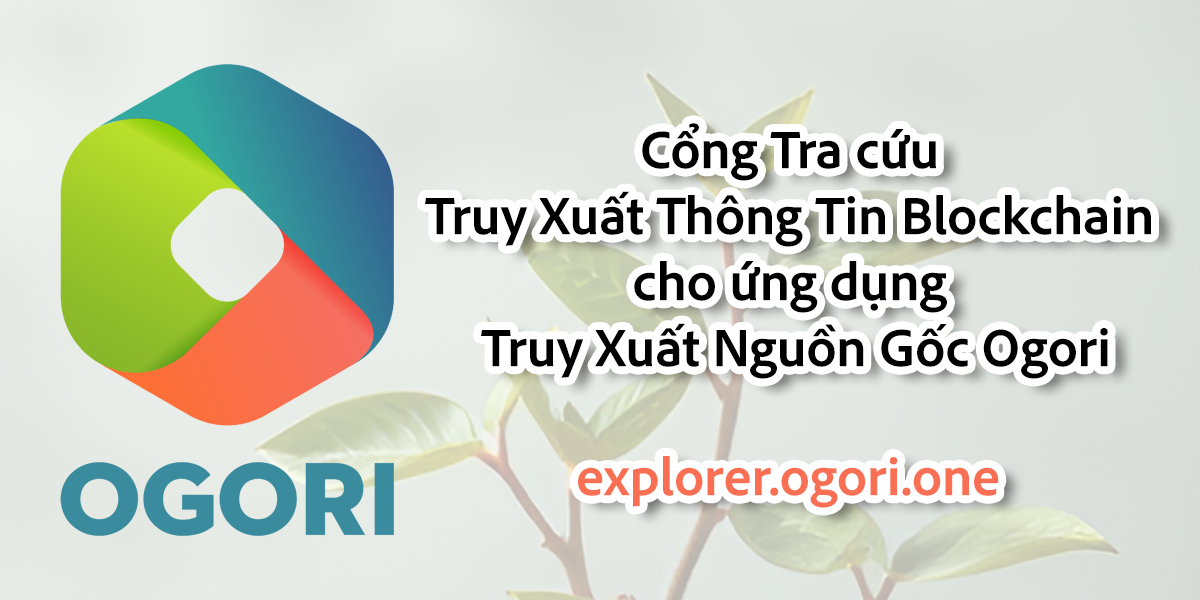 OGORI
Cổng Tra cứu
Truy Xuất Thông Tin Blockchain
cho ứng dụng
Truy Xuất Nguồn Gốc Ogori
explorer.ogori.one